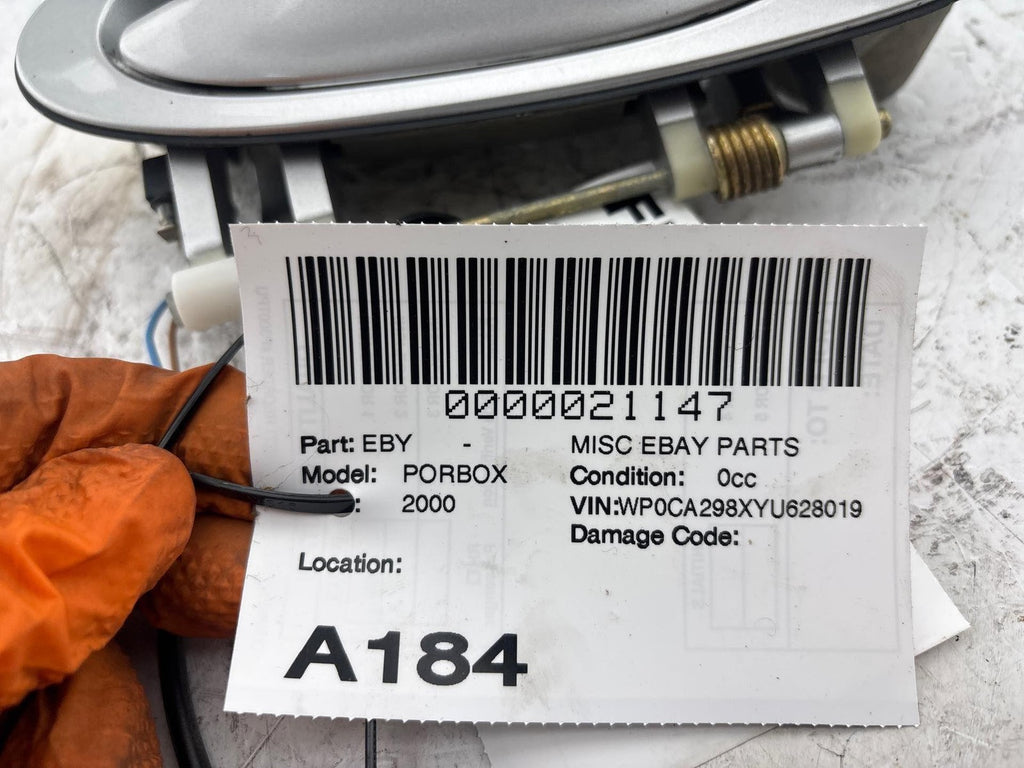 F
0000021147
Part: EBY - MISC EBAY PARTS
Model: PORBOX Condition: 0cc
: 2000 VIN:WP0CA298XYU628019
Damage Code:
Location:
A184